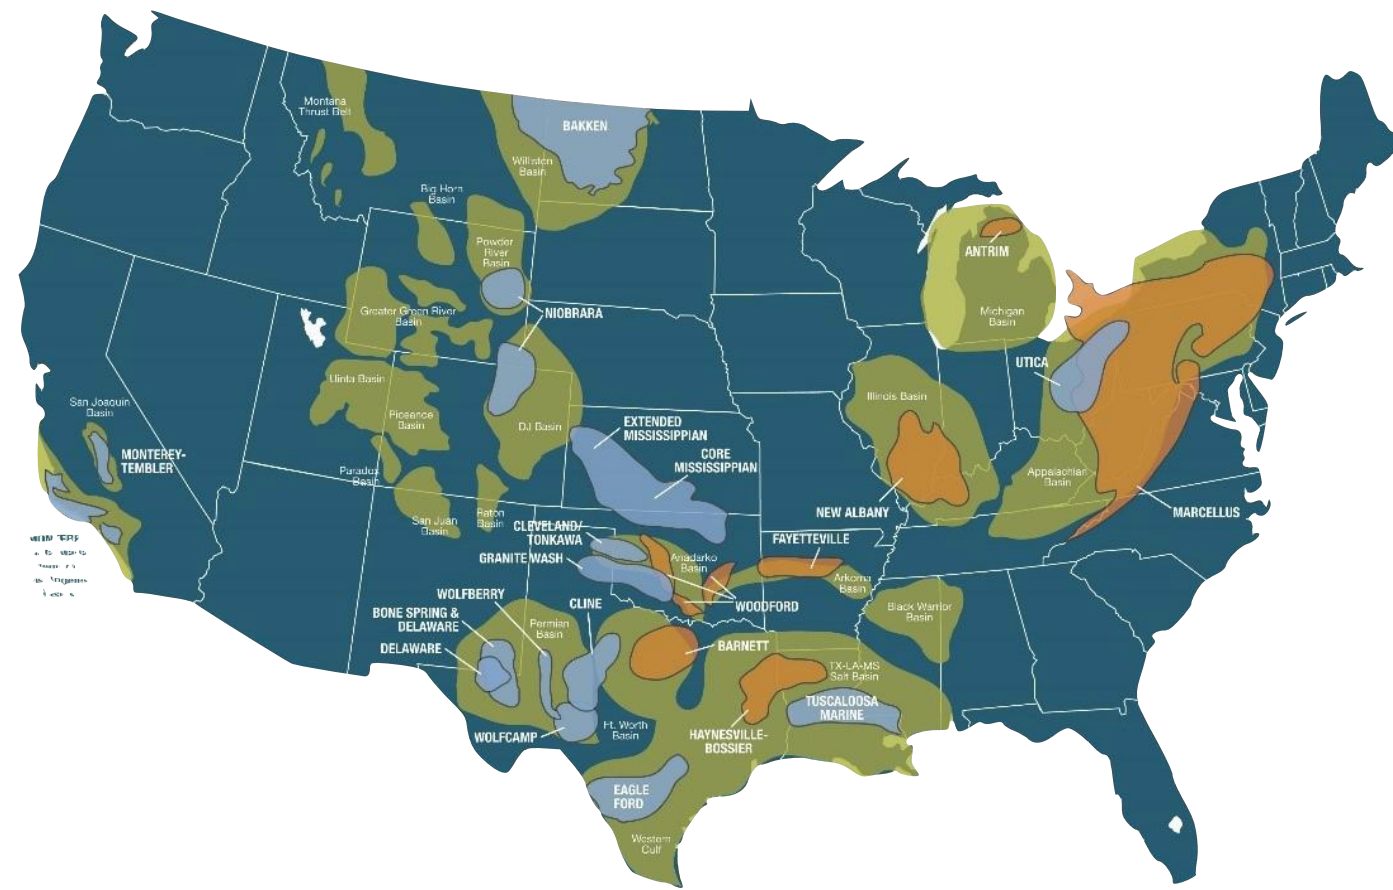 Montana
Thrust Belt
BAKKEN
Williston
Basin
Big Horn
Basin
Powder
River
Basin
ANTRIM
Greater Green River
Basin
NIOBRARA
Michigan
Basin
UTICA
Uinta Basin
San Joaquin
Basin
Piceance
Basin
DJ Basin
Illinois Basin
EXTENDED
MISSISSIPPIAN
CORE
MISSISSIPPIAN
MONTEREY-
TEMBLER
Paradox
Basin
Appalachian
Basin
San Juan
Basin
Raton
Basin
NEW ALBANY
MARCELLUS
CLEVELAND/
TONKAWA
FAYETTEVILLE
GRANITE WASH
Anadarko
Basin
Arkoma
Basin
WOLFBERRY
CLINE
WOODFORD
BONE SPRING &
DELAWARE
Permian
Basin
Black Warrior
Basin
DELAWARE
BARNETT
TX-LA-MS
Salt Basin
TUSCALOOSA
MARINE
WOLFCAMP
Ft. Worth
Basin
HAYNESVILLE-
BOSSIER
EAGLE
FORD
Western
Gulf